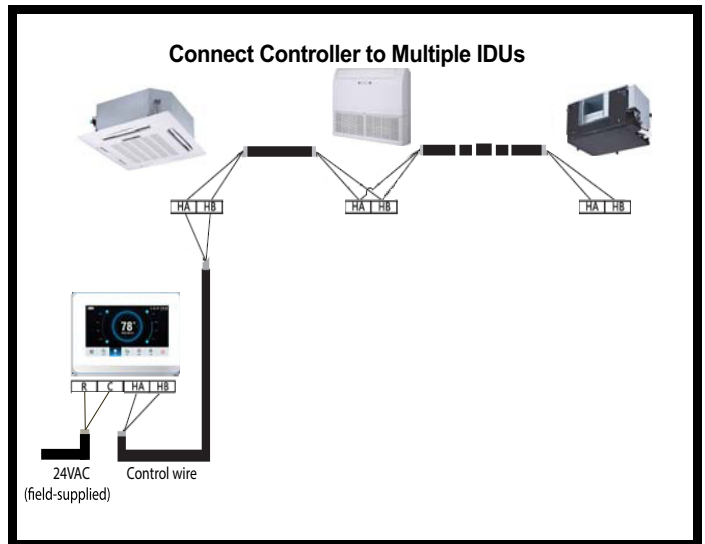 Connect Controller to Multiple IDUs
HA HB
HA HB
HA HB
78°
R C HA HB
24VAC
(field-supplied)
Control wire